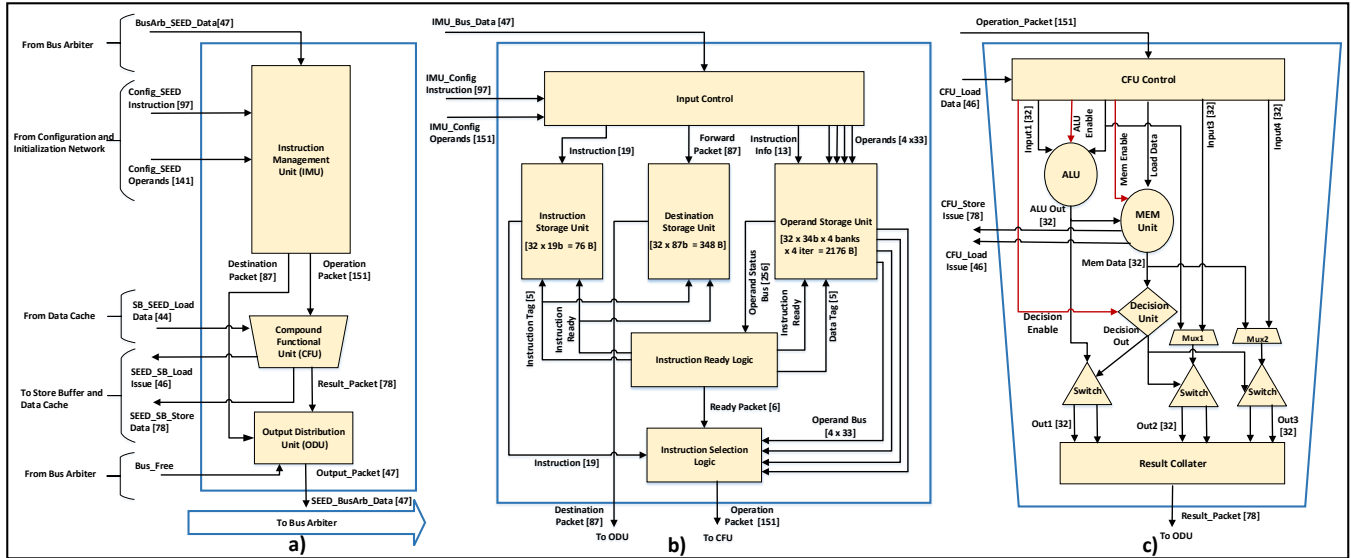 BusArb_SEED_Data[47]
From Bus Arbiter
Config_SEED
Instruction [97]
From Configuration and
Initialization Network
Config_SEED
Operands [141]
Instruction
Management
Unit (IMU)
Destination
Packet [87]
Operation
Packet [151]
SB_SEED_Load
Data [44]
From Data Cache
Compound
Functional
Unit (CFU)
SEED_SB_Load
Issue [46]
To Store Buffer and
Data Cache
SEED_SB_Store
Data [78]
Result_Packet [78]
Output Distribution
Unit (ODU)
From Bus Arbiter
Bus_Free
Output_Packet [47]
SEED_BusArb_Data [47]
To Bus Arbiter
a)
IMU_Bus_Data [47]
IMU_Config
Instruction [97]
IMU_Config
Operands [151]
Input Control
Instruction [19]
Forward
Packet [87]
Instruction
Info [13]
Operands [4 x33]
Instruction
Storage Unit
[32 x 19b = 76 B]
Destination
Storage Unit
[32 x 87b = 348 B]
Operand Storage Unit
[32 x 34b x 4 banks
x 4 iter = 2176 B]
Instruction Tag [5]
Instruction
Ready
Operand Status
Bus [256]
Instruction
Ready
Data Tag [5]
Instruction Ready Logic
Ready Packet [6]
Operand Bus
[4 x 33]
Instruction [19]
Instruction Selection
Logic
Destination
Packet [87]
Operation
Packet [151]
To ODU
To CFU
b)
Operation_Packet [151]
CFU Control
CFU_Load
Data [46]
Input1 [32]
ALU
Enable
Mem Enable
Load Data
[32]
Input3
[32]
Input4
ALU
MEM
Unit
CFU_Store
Issue [78]
ALU Out
[32]
CFU_Load
Issue [46]
Mem Data [32]
Decision
Unit
Decision
Enable
Decision
Out
Mux1
Mux2
Switch
Switch
Switch
Out1 [32]
Out2 [32]
Out3
[32]
Result Collater
Result_Packet [78]
To ODU
c)